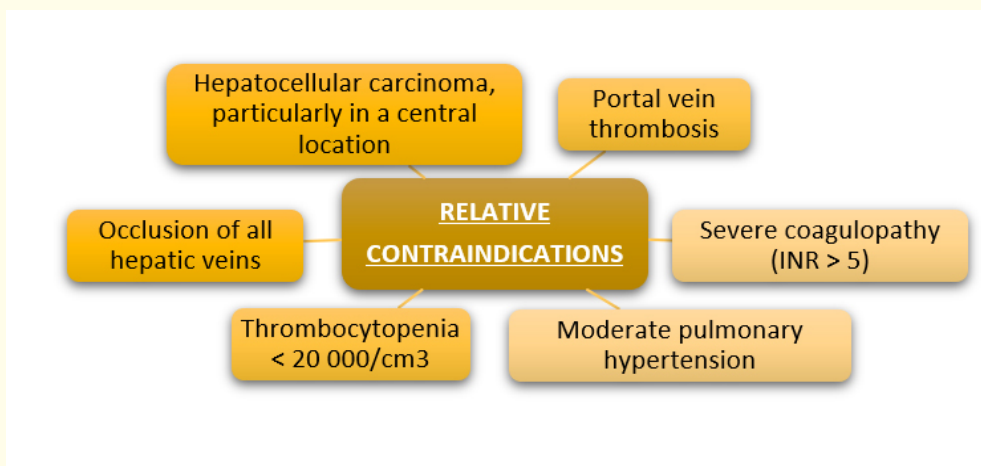 Hepatocellular carcinoma,
particularly in a central
location
Portal vein
thrombosis
RELATIVE
CONTRAINDICATIONS
Occlusion of all
hepatic veins
Severe coagulopathy
(INR > 5)
Thrombocytopenia
< 20 000/cm3
Moderate pulmonary
hypertension